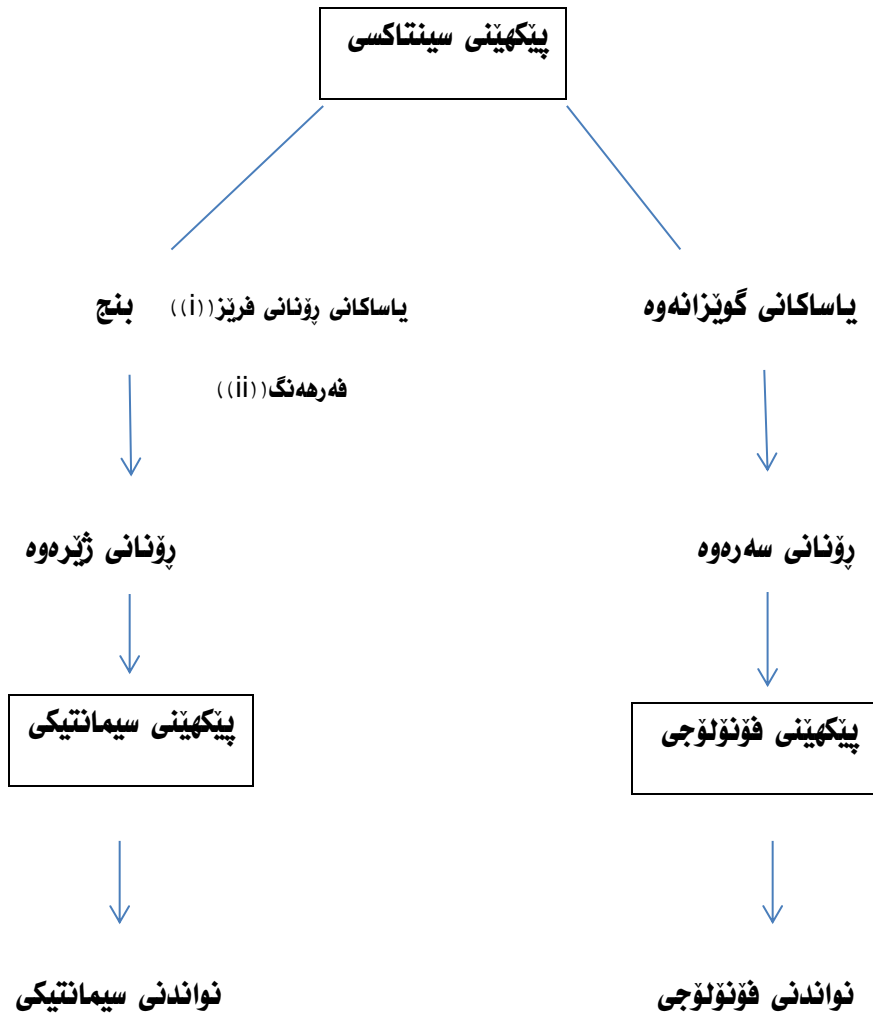 پێکهێنی سینتاکسی
یاساکانی گوێزانەوە
یاساکانی ڕۆنانی فرێز((i)) بنج
فەرهەنگ((ii))
ڕۆنانی سەرەوە
ڕۆنانی ژێرەوە
پێکهێنی فۆنۆلۆجی
پێکهێنی سیمانتیکی
نواندنی فۆنۆلۆجی
نواندنی سیمانتیکی